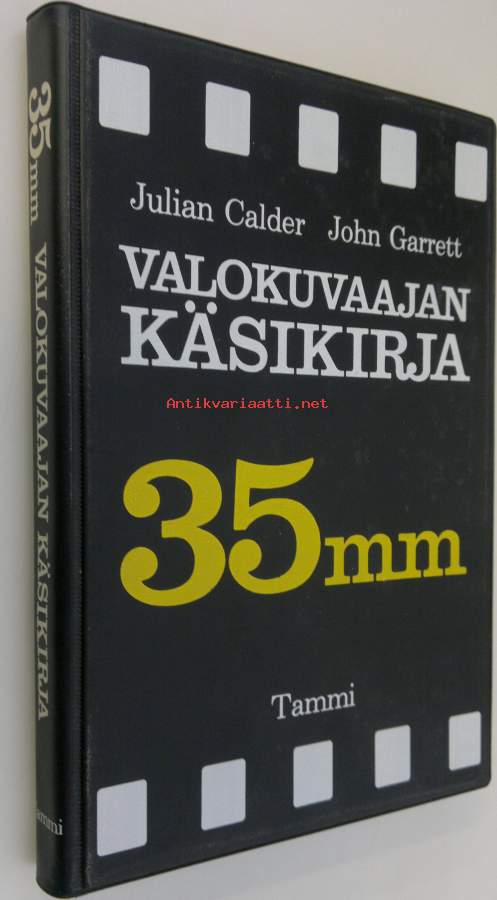 Julian Calder John Garrett
VALOKUVAAJAN
KÄSIKIRJA
Antikvariaatti.net
35mm
Tammi
35mm VALOKUVAAJAN KÄSIKIRJA
Tammi